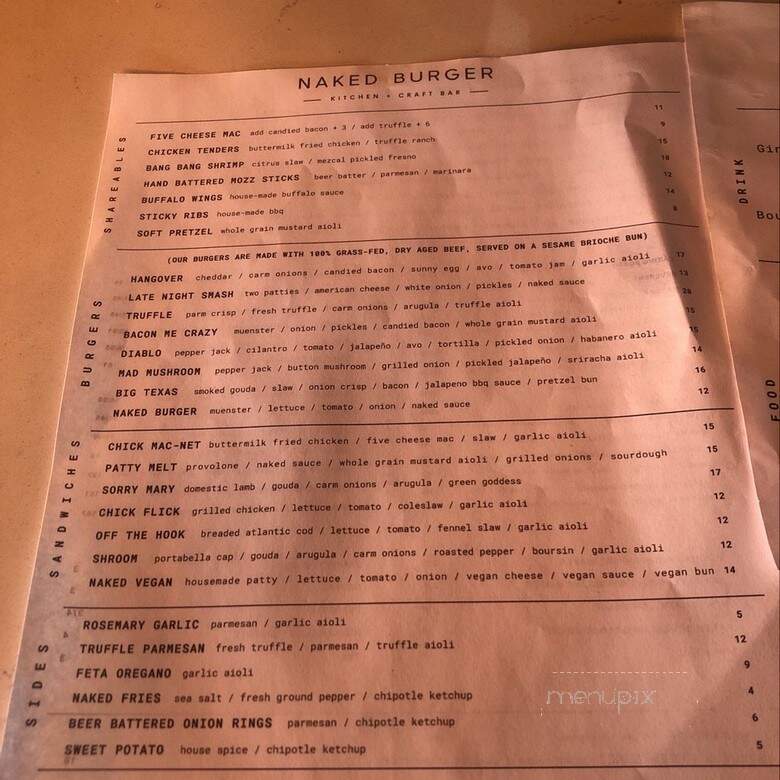 NAKED BURGER
KITCHEN + CRAFT BAR
SHAREABLES
FIVE CHEESE MAC add candied bacon + 3 / add truffle + 6 11
CHICKEN TENDERS buttermilk fried chicken / truffle ranch 9
BANG BANG SHRIMP citrus slaw / mezcal pickled fresno 15
HAND BATTERED MOZZ STICKS beer batter / parmesan / marinara 10
BUFFALO WINGS house-made buffalo sauce 12
STICKY RIBS house-made bbq 14
SOFT PRETZEL whole grain mustard aioli 8
BURGERS
(OUR BURGERS ARE MADE WITH 100% GRASS-FED, DRY AGED BEEF, SERVED ON A SESAME BRIOCHE BUN)
HANGOVER cheddar / carm onions / candied bacon / sunny egg / avo / tomato jam / garlic aioli 17
LATE NIGHT SMASH two patties / american cheese / white onion / pickles / naked sauce 13
TRUFFLE parm crisp / fresh truffle / carm onions / arugula / truffle aioli
BACON ME CRAZY muenster / onion / pickles / candied bacon / whole grain mustard aioli 15
DIABLO pepper jack / cilantro / tomato / jalapeño / avo / tortilla / pickled onion / habanero aioli 15
MAD MUSHROOM pepper jack / button mushroom / grilled onion / pickled jalapeño / sriracha aioli 14
BIG TEXAS smoked gouda / slaw / onion crisp / bacon / jalapeno bbq sauce / pretzel bun 16
NAKED BURGER muenster / lettuce / tomato / onion / naked sauce 12
SANDWICHES
CHICK MAC-NET buttermilk fried chicken / five cheese mac / slaw / garlic aioli 15
PATTY MELT provolone / naked sauce / whole grain mustard aioli / grilled onions / sourdough 15
SORRY MARY domestic lamb / gouda / carm onions / arugula / green goddess 17
CHICK FLICK grilled chicken / lettuce / tomato / coleslaw / garlic aioli 12
OFF THE HOOK breaded atlantic cod / lettuce / tomato / fennel slaw / garlic aioli 12
SHROOM portabella cap / gouda / arugula / carm onions / roasted pepper / boursin / garlic aioli 12
NAKED VEGAN housemade patty / lettuce / tomato / onion / vegan cheese / vegan sauce / vegan bun 14
SIDES
ROSEMARY GARLIC parmesan / garlic aioli 5
TRUFFLE PARMESAN fresh truffle / parmesan / truffle aioli 12
FETA OREGANO garlic aioli 9
NAKED FRIES sea salt / fresh ground pepper / chipotle ketchup 4
BEER BATTERED ONION RINGS parmesan / chipotle ketchup 6
SWEET POTATO house spice / chipotle ketchup 5
DRINK
Gin
Bou
FOOD
menupix